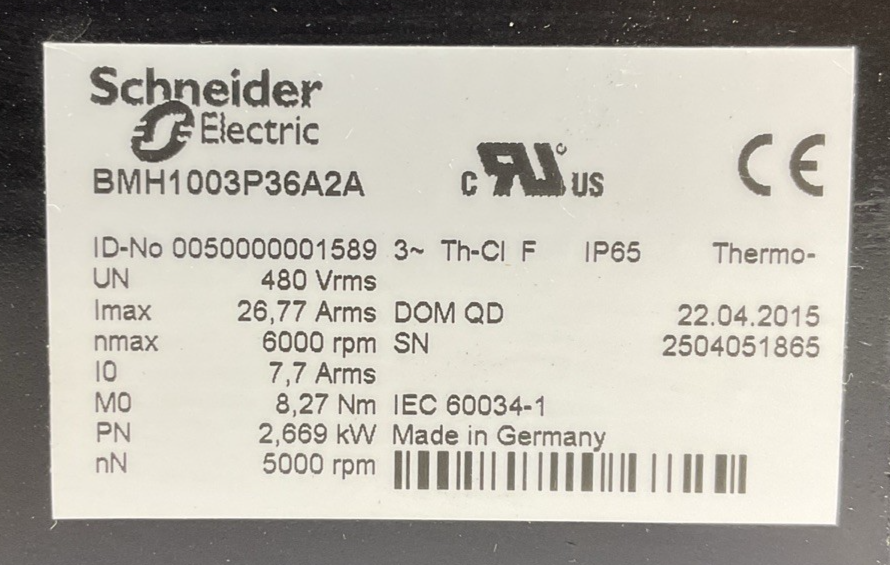 Schneider
Electric
BMH1003P36A2A
c RU US
CE
ID-No 0050000001589 3~ Th-Cl F IP65 Thermo-
UN 480 Vrms
Imax 26,77 Arms DOM QD 22.04.2015
nmax 6000 rpm SN 2504051865
I0 7,7 Arms
M0 8,27 Nm IEC 60034-1
PN 2,669 kW Made in Germany
nN 5000 rpm